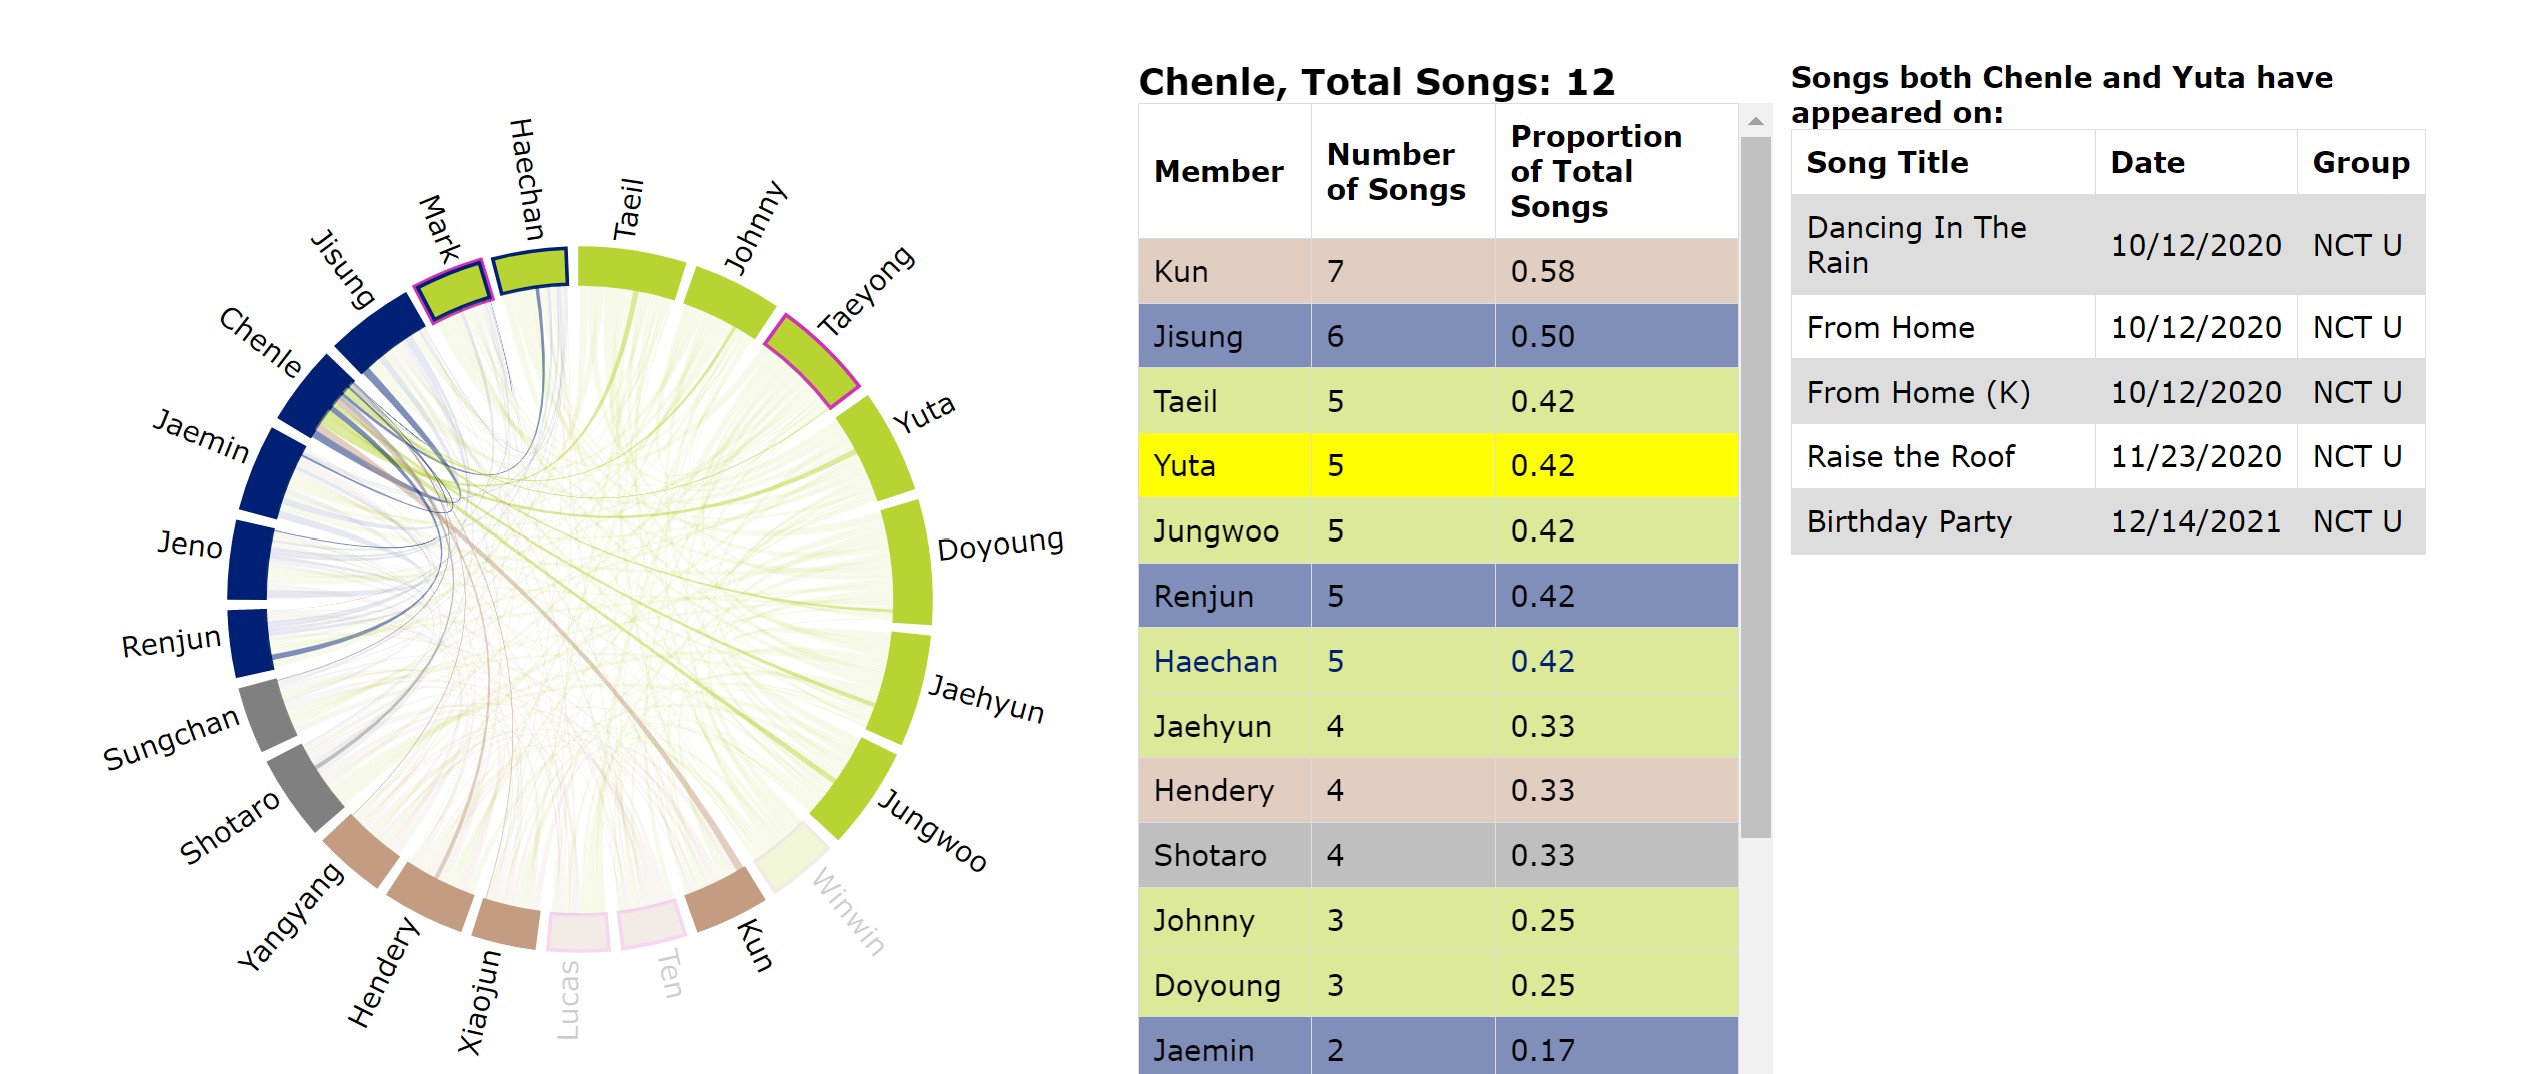 Haechan
Taeil
Johnny
Taeyong
Yuta
Doyoung
Jaehyun
Jungwoo
Winwin
Kun
Ten
Lucas
Xiaojun
Hendery
Yangyang
Shotaro
Sungchan
Renjun
Jeno
Jaemin
Chenle
Jisung
Mark
Chenle, Total Songs: 12
Member Number of Songs Proportion of Total Songs
Kun 7 0.58
Jisung 6 0.50
Taeil 5 0.42
Yuta 5 0.42
Jungwoo 5 0.42
Renjun 5 0.42
Haechan 5 0.42
Jaehyun 4 0.33
Hendery 4 0.33
Shotaro 4 0.33
Johnny 3 0.25
Doyoung 3 0.25
Jaemin 2 0.17
Songs both Chenle and Yuta have
appeared on:
Song Title Date Group
Dancing In The Rain 10/12/2020 NCT U
From Home 10/12/2020 NCT U
From Home (K) 10/12/2020 NCT U
Raise the Roof 11/23/2020 NCT U
Birthday Party 12/14/2021 NCT U